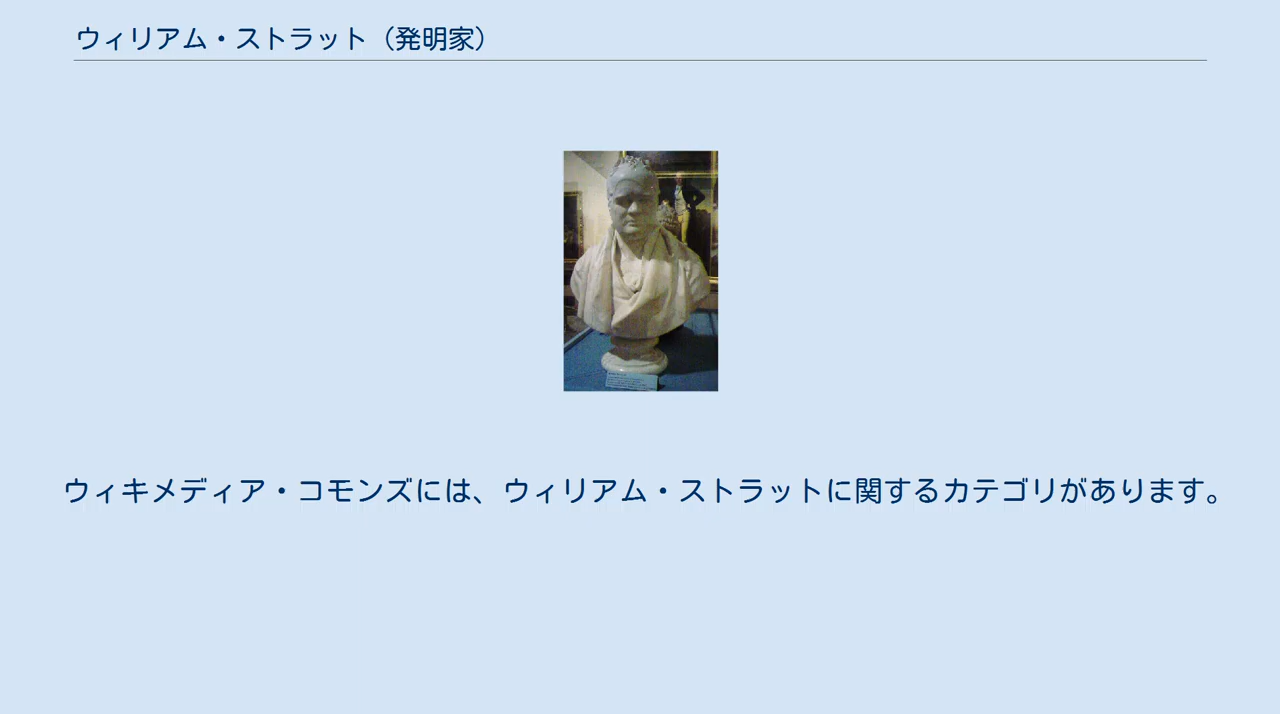 ウィリアム・ストラット（発明家）
ウィキメディア・コモンズには、ウィリアム・ストラットに関するカテゴリがあります。